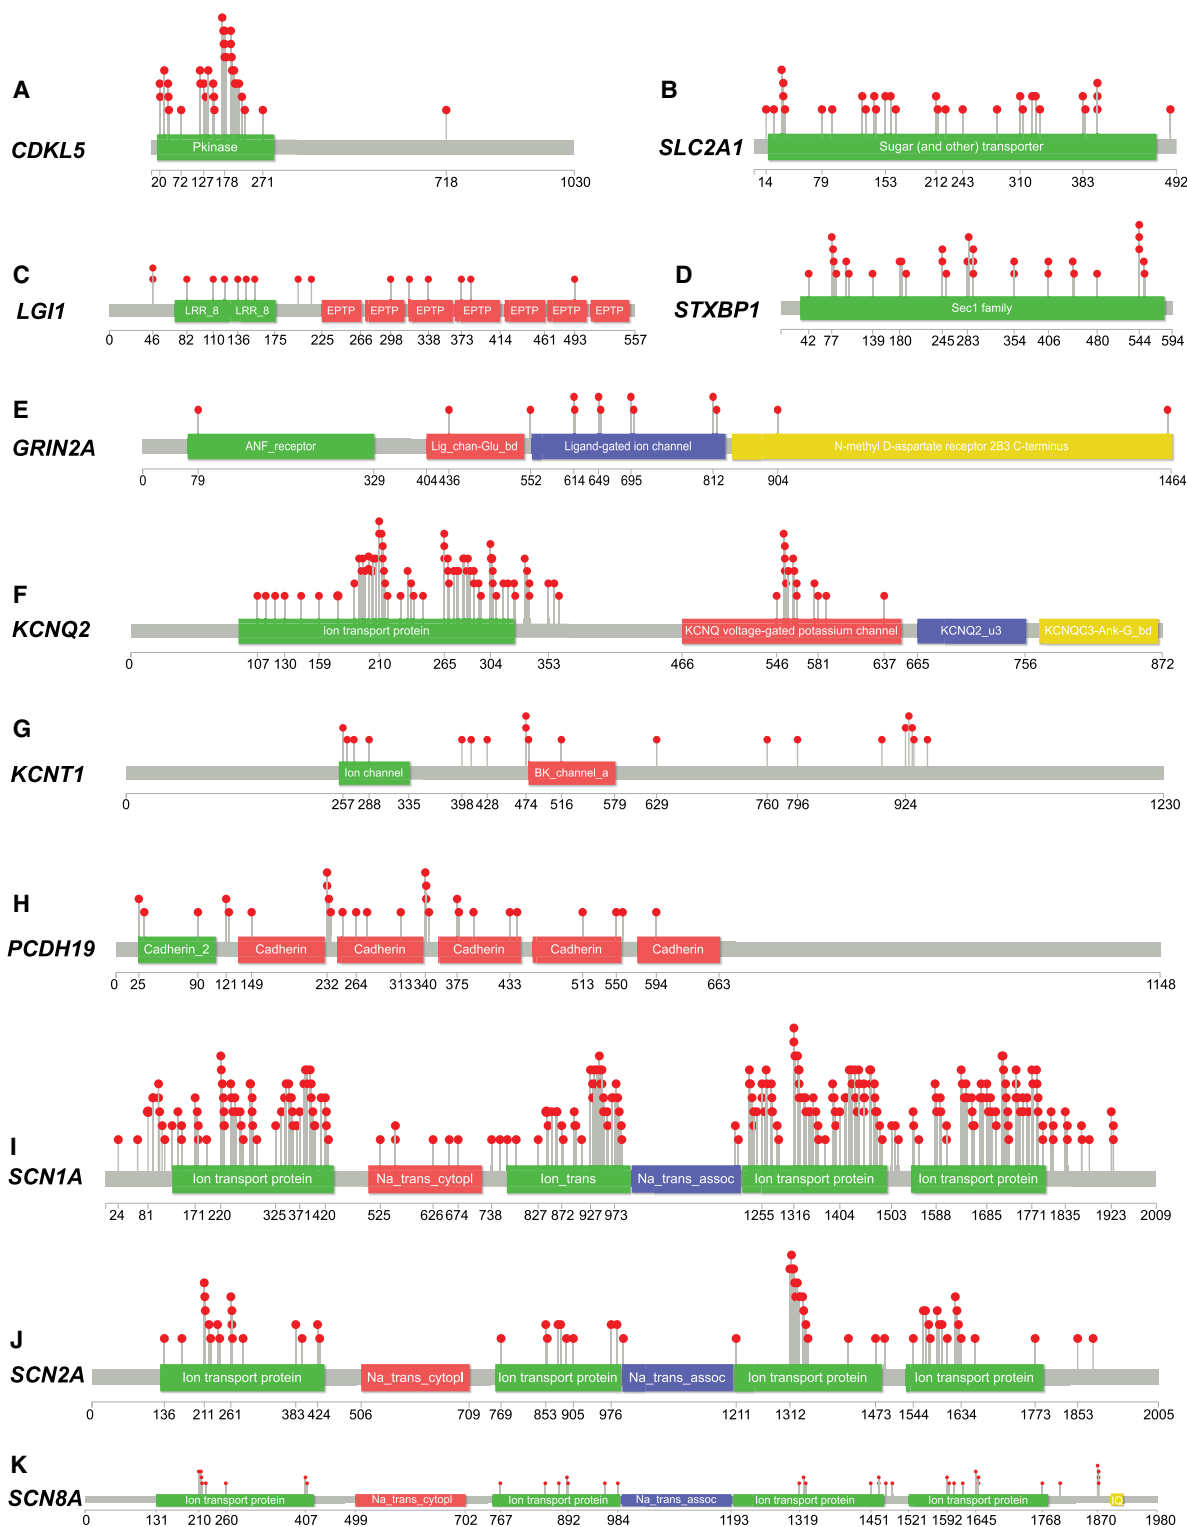 A
CDKL5
Pkinase
20 72 127 178 271 718 1030
B
SLC2A1
Sugar (and other) transporter
14 79 153 212 243 310 383 492
C
LGI1
LRR_8 LRR_8 EPTP EPTP EPTP EPTP EPTP EPTP EPTP
0 46 82 110 136 175 225 266 298 338 373 414 461 493 557
D
STXBP1
Sec1 family
42 77 139 180 245 283 354 406 480 544 594
E
GRIN2A
ANF_receptor Lig_chan-Glu_bd Ligand-gated ion channel N-methyl D-aspartate receptor 2B3 C-terminus
0 79 329 404 436 552 614 649 695 812 904 1464
F
KCNQ2
Ion transport protein KCNQ voltage-gated potassium channel KCNQ2_u3 KCNQC3-Ank-G_bd
0 107 130 159 210 265 304 353 466 546 581 637 665 756 872
G
KCNT1
Ion channel BK_channel_a
0 257 288 335 398 428 474 516 579 629 760 796 924 1230
H
PCDH19
Cadherin_2 Cadherin Cadherin Cadherin Cadherin Cadherin
0 25 90 121 149 232 264 313 340 375 433 513 550 594 663 1148
I
SCN1A
Ion transport protein Na_trans_cytopl Ion_trans Na_trans_assoc Ion transport protein Ion transport protein
24 81 171 220 325 371 420 525 626 674 738 827 872 927 973 1255 1316 1404 1503 1588 1685 1771 1835 1923 2009
J
SCN2A
Ion transport protein Na_trans_cytopl Ion transport protein Na_trans_assoc Ion transport protein Ion transport protein
0 136 211 261 383 424 506 709 769 853 905 976 1211 1312 1473 1544 1634 1773 1853 2005
K
SCN8A
Ion transport protein Na_trans_cytopl Ion transport protein Na_trans_assoc Ion transport protein Ion transport protein IQ
0 131 210 260 407 499 702 767 892 984 1193 1319 1451 1521 1592 1645 1768 1870 1980